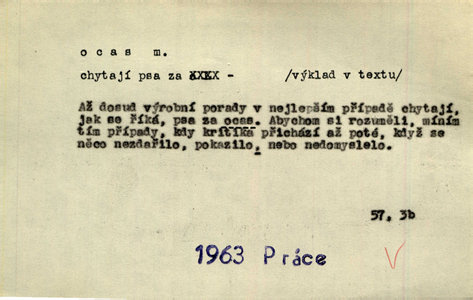 ocas m.
chytají psa za XXXX - /výklad v textu/
Až dosud výrobní porady v nejlepším případě chytají,
jak se říká, psa za ocas. Abychom si rozuměli, míním
tím případy, kdy kritika přichází až poté, když se
něco nezdařilo, pokazilo, nebo nedomyslelo.
57, 3b
1963 Práce
V